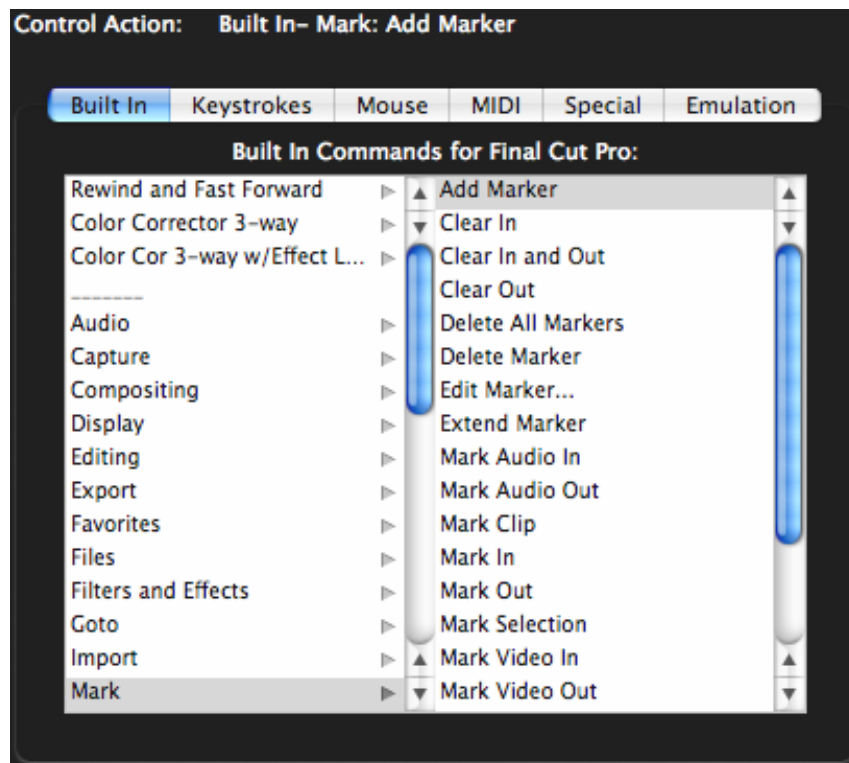 Control Action: Built In– Mark: Add Marker
Built In Keystrokes Mouse MIDI Special Emulation
Built In Commands for Final Cut Pro:
Rewind and Fast Forward
Color Corrector 3–way
Color Cor 3–way w/Effect L...
_______
Audio
Capture
Compositing
Display
Editing
Export
Favorites
Files
Filters and Effects
Goto
Import
Mark
Add Marker
Clear In
Clear In and Out
Clear Out
Delete All Markers
Delete Marker
Edit Marker...
Extend Marker
Mark Audio In
Mark Audio Out
Mark Clip
Mark In
Mark Out
Mark Selection
Mark Video In
Mark Video Out